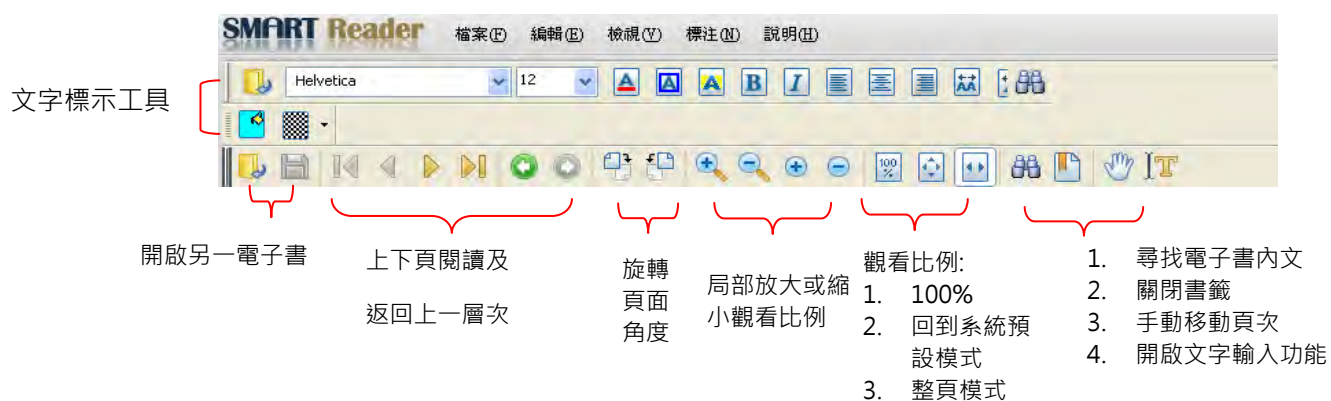 SMART Reader 檔案(F) 編輯(E) 檢視(V) 標注(N) 說明(H)
Helvetica 12 A A A B I AA
文字標示工具
100%
T
開啟另一電子書
上下頁閱讀及
返回上一層次
旋轉
頁面
角度
局部放大或縮
小觀看比例
觀看比例:
1. 100%
2. 回到系統預
設模式
3. 整頁模式
1. 尋找電子書內文
2. 關閉書籤
3. 手動移動頁次
4. 開啟文字輸入功能